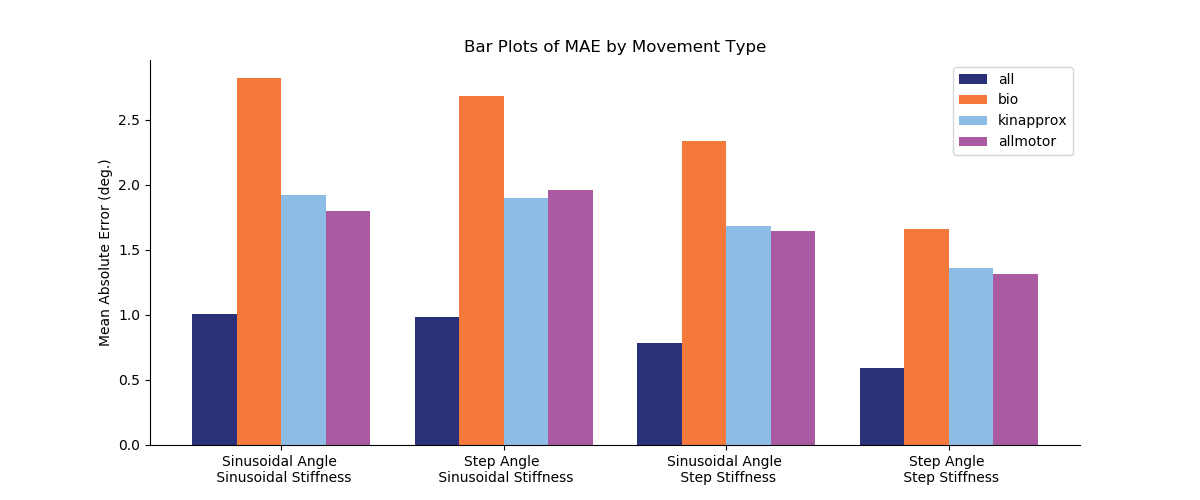 Bar Plots of MAE by Movement Type
all
bio
kinapprox
allmotor
Mean Absolute Error (deg.)
2.5
2.0
1.5
1.0
0.5
0.0
Sinusoidal Angle
Sinusoidal Stiffness
Step Angle
Sinusoidal Stiffness
Sinusoidal Angle
Step Stiffness
Step Angle
Step Stiffness